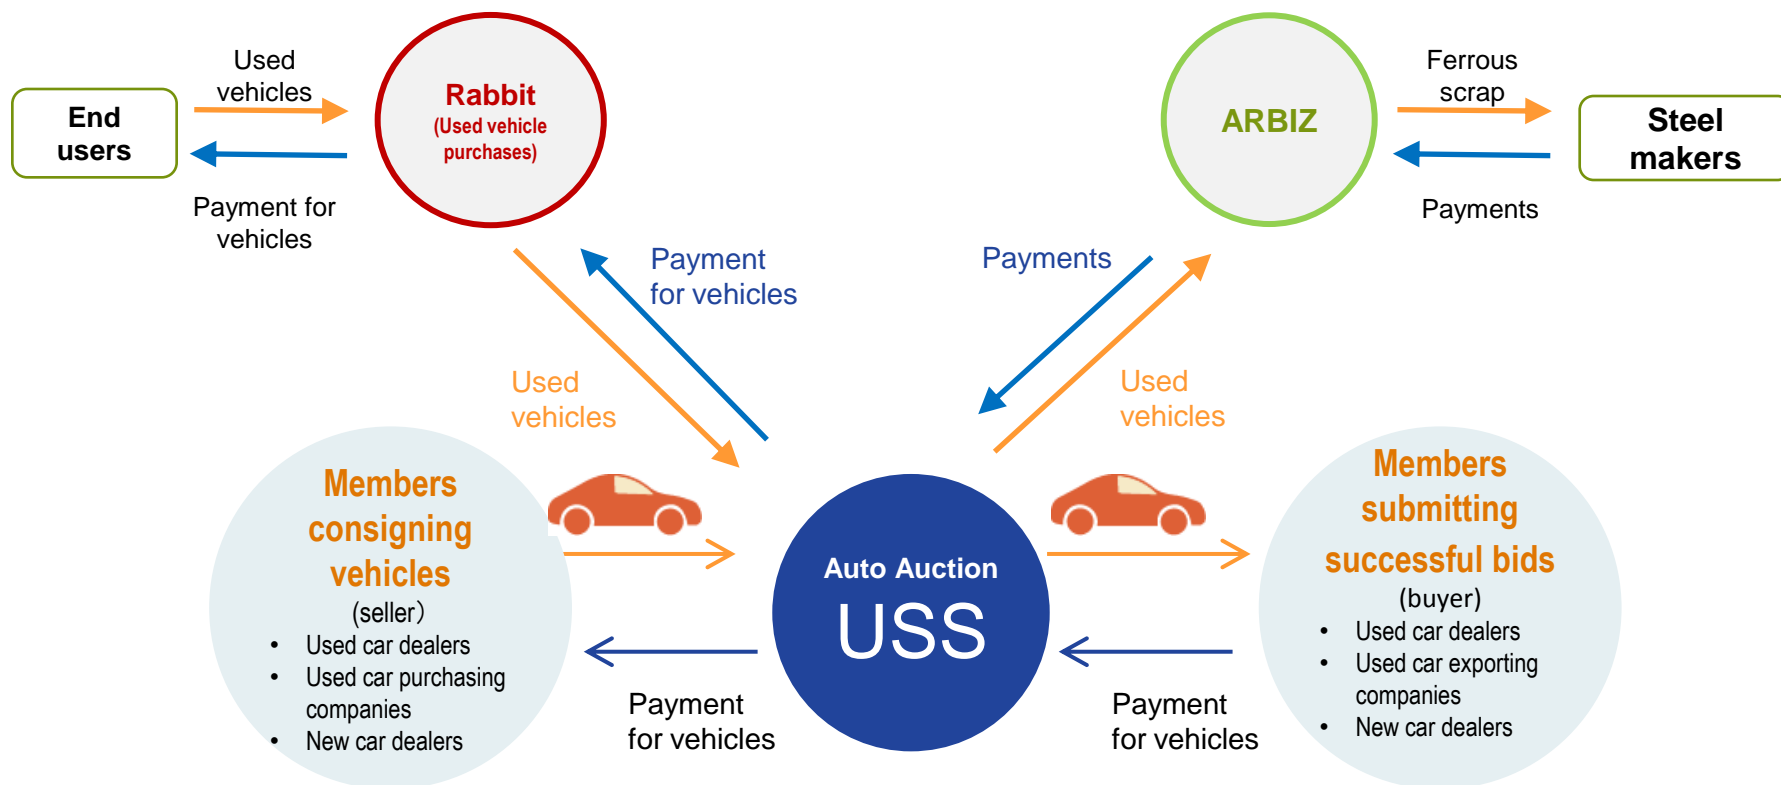 Used
vehicles
End
users
Payment for
vehicles
Rabbit
(Used vehicle
purchases)
ARBIZ
Ferrous
scrap
Steel
makers
Payments
Payment
for vehicles
Used
vehicles
Payments
Used
vehicles
Members
consigning
vehicles
(seller）
• Used car dealers
• Used car purchasing
companies
• New car dealers
Payment
for vehicles
Auto Auction
USS
Payment
for vehicles
Members
submitting
successful bids
(buyer)
• Used car dealers
• Used car exporting
companies
• New car dealers